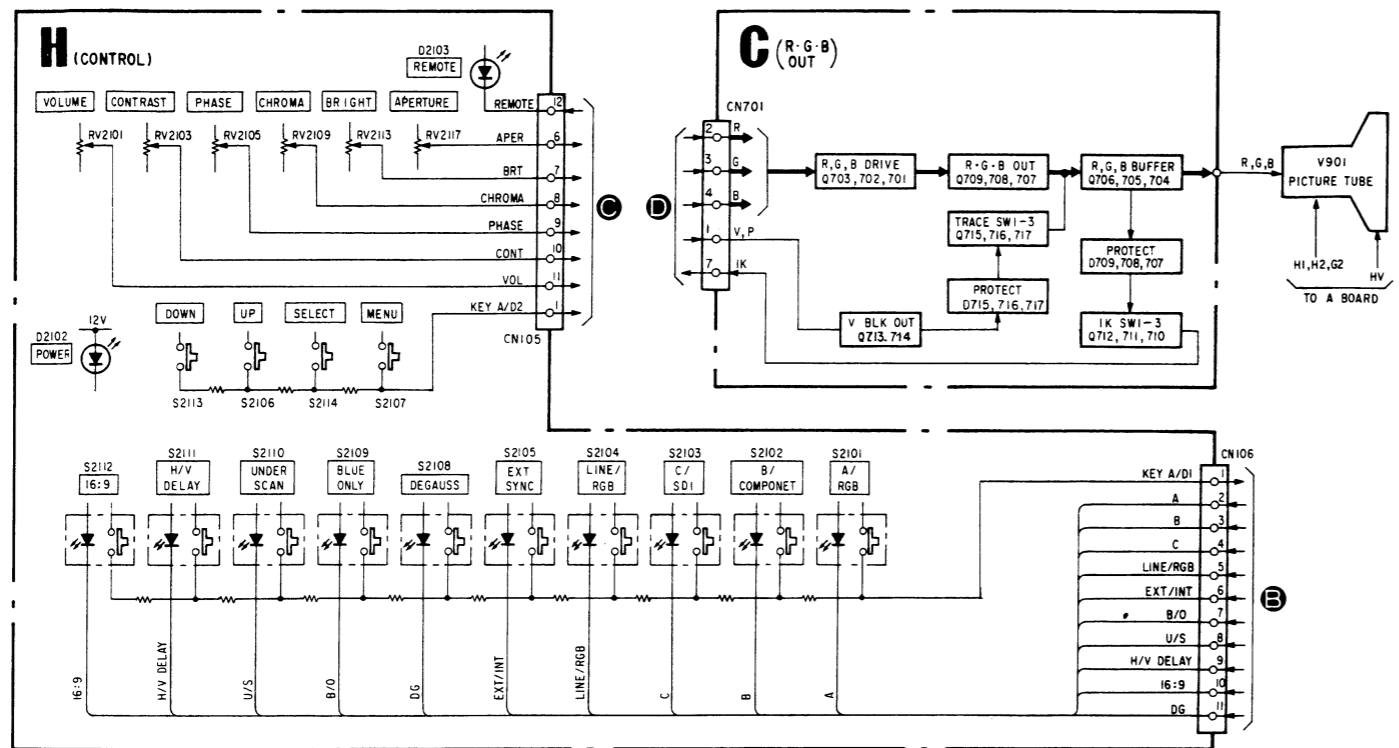 H (CONTROL)
D2103
REMOTE
VOLUME
CONTRAST
PHASE
CHROMA
BRIGHT
APERTURE
RV2101
RV2103
RV2105
RV2109
RV2113
RV2117
REMOTE 12
APER 6
BRT 7
CHROMA 8
PHASE 9
CONT 10
VOL 11
KEY A/D2 1
CN105
C
12V
D2102
POWER
DOWN
UP
SELECT
MENU
S2113
S2106
S2114
S2107
C (R·G·B OUT)
CN701
D
2 R
3 G
4 B
1 V,P
7 IK
R,G,B DRIVE
Q703,702,701
R·G·B OUT
Q709,708,707
R,G,B BUFFER
Q706,705,704
TRACE SW1-3
Q715,716,717
PROTECT
D715,716,717
V BLK OUT
Q713.714
PROTECT
D709,708,707
IK SW1-3
Q712,711,710
R,G,B
V901
PICTURE TUBE
H1,H2,G2
HV
TO A BOARD
S2112
16:9
S2111
H/V
DELAY
S2110
UNDER
SCAN
S2109
BLUE
ONLY
S2108
DEGAUSS
S2105
EXT
SYNC
S2104
LINE/
RGB
S2103
C/
SDI
S2102
B/
COMPONET
S2101
A/
RGB
16:9
H/V DELAY
U/S
B/O
DG
EXT/INT
LINE/RGB
C
B
A
CN106
KEY A/D1 1
A 2
B 3
C 4
LINE/RGB 5
EXT/INT 6
B/O 7
U/S 8
H/V DELAY 9
16:9 10
DG 11
B